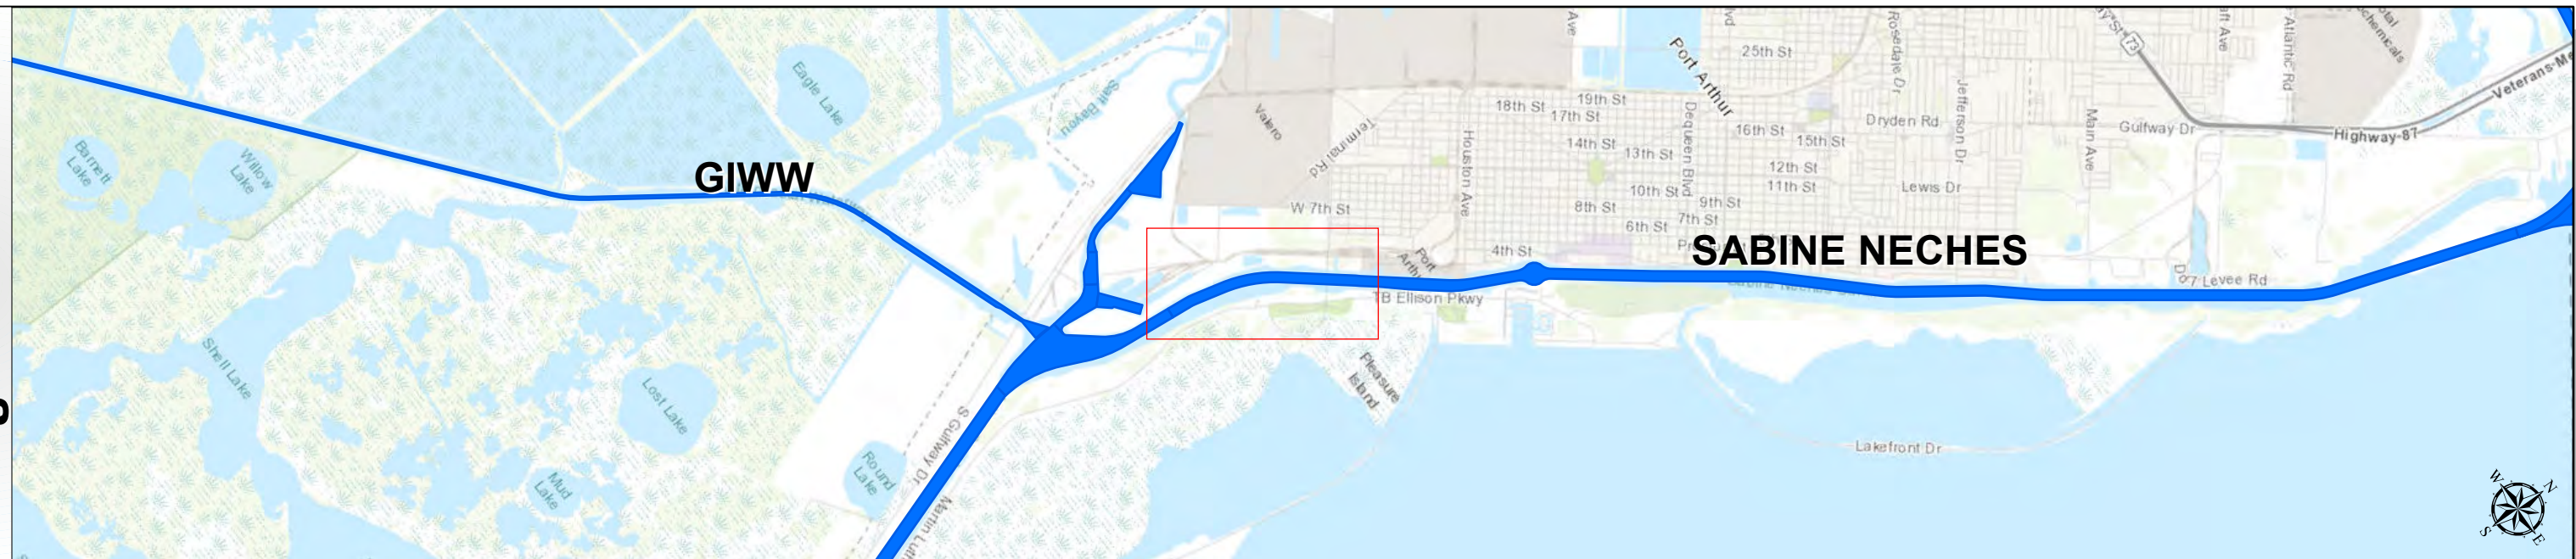 GIWW
SABINE NECHES
Barnett
Lake
Willow
Lake
Eagle Lake
Salt Bayou
Shell Lake
Lost Lake
Mud
Lake
Round
Lake
S Gulfway Dr
Valero
Terminal Rd
Port Arthur
Houston Ave
Dequeen Blvd
Rosedale Dr
Jefferson Dr
Main Ave
Atlantic Rd
Ave
25th St
19th St
18th St
17th St
16th St
15th St
14th St
13th St
12th St
11th St
10th St
9th St
8th St
7th St
6th St
4th St
W 7th St
Dryden Rd
Lewis Dr
Gulfway Dr
73
Highway-87
Levee Rd
TB Ellison Pkwy
Pleasure
Island
Lakefront Dr
W
N
S
E